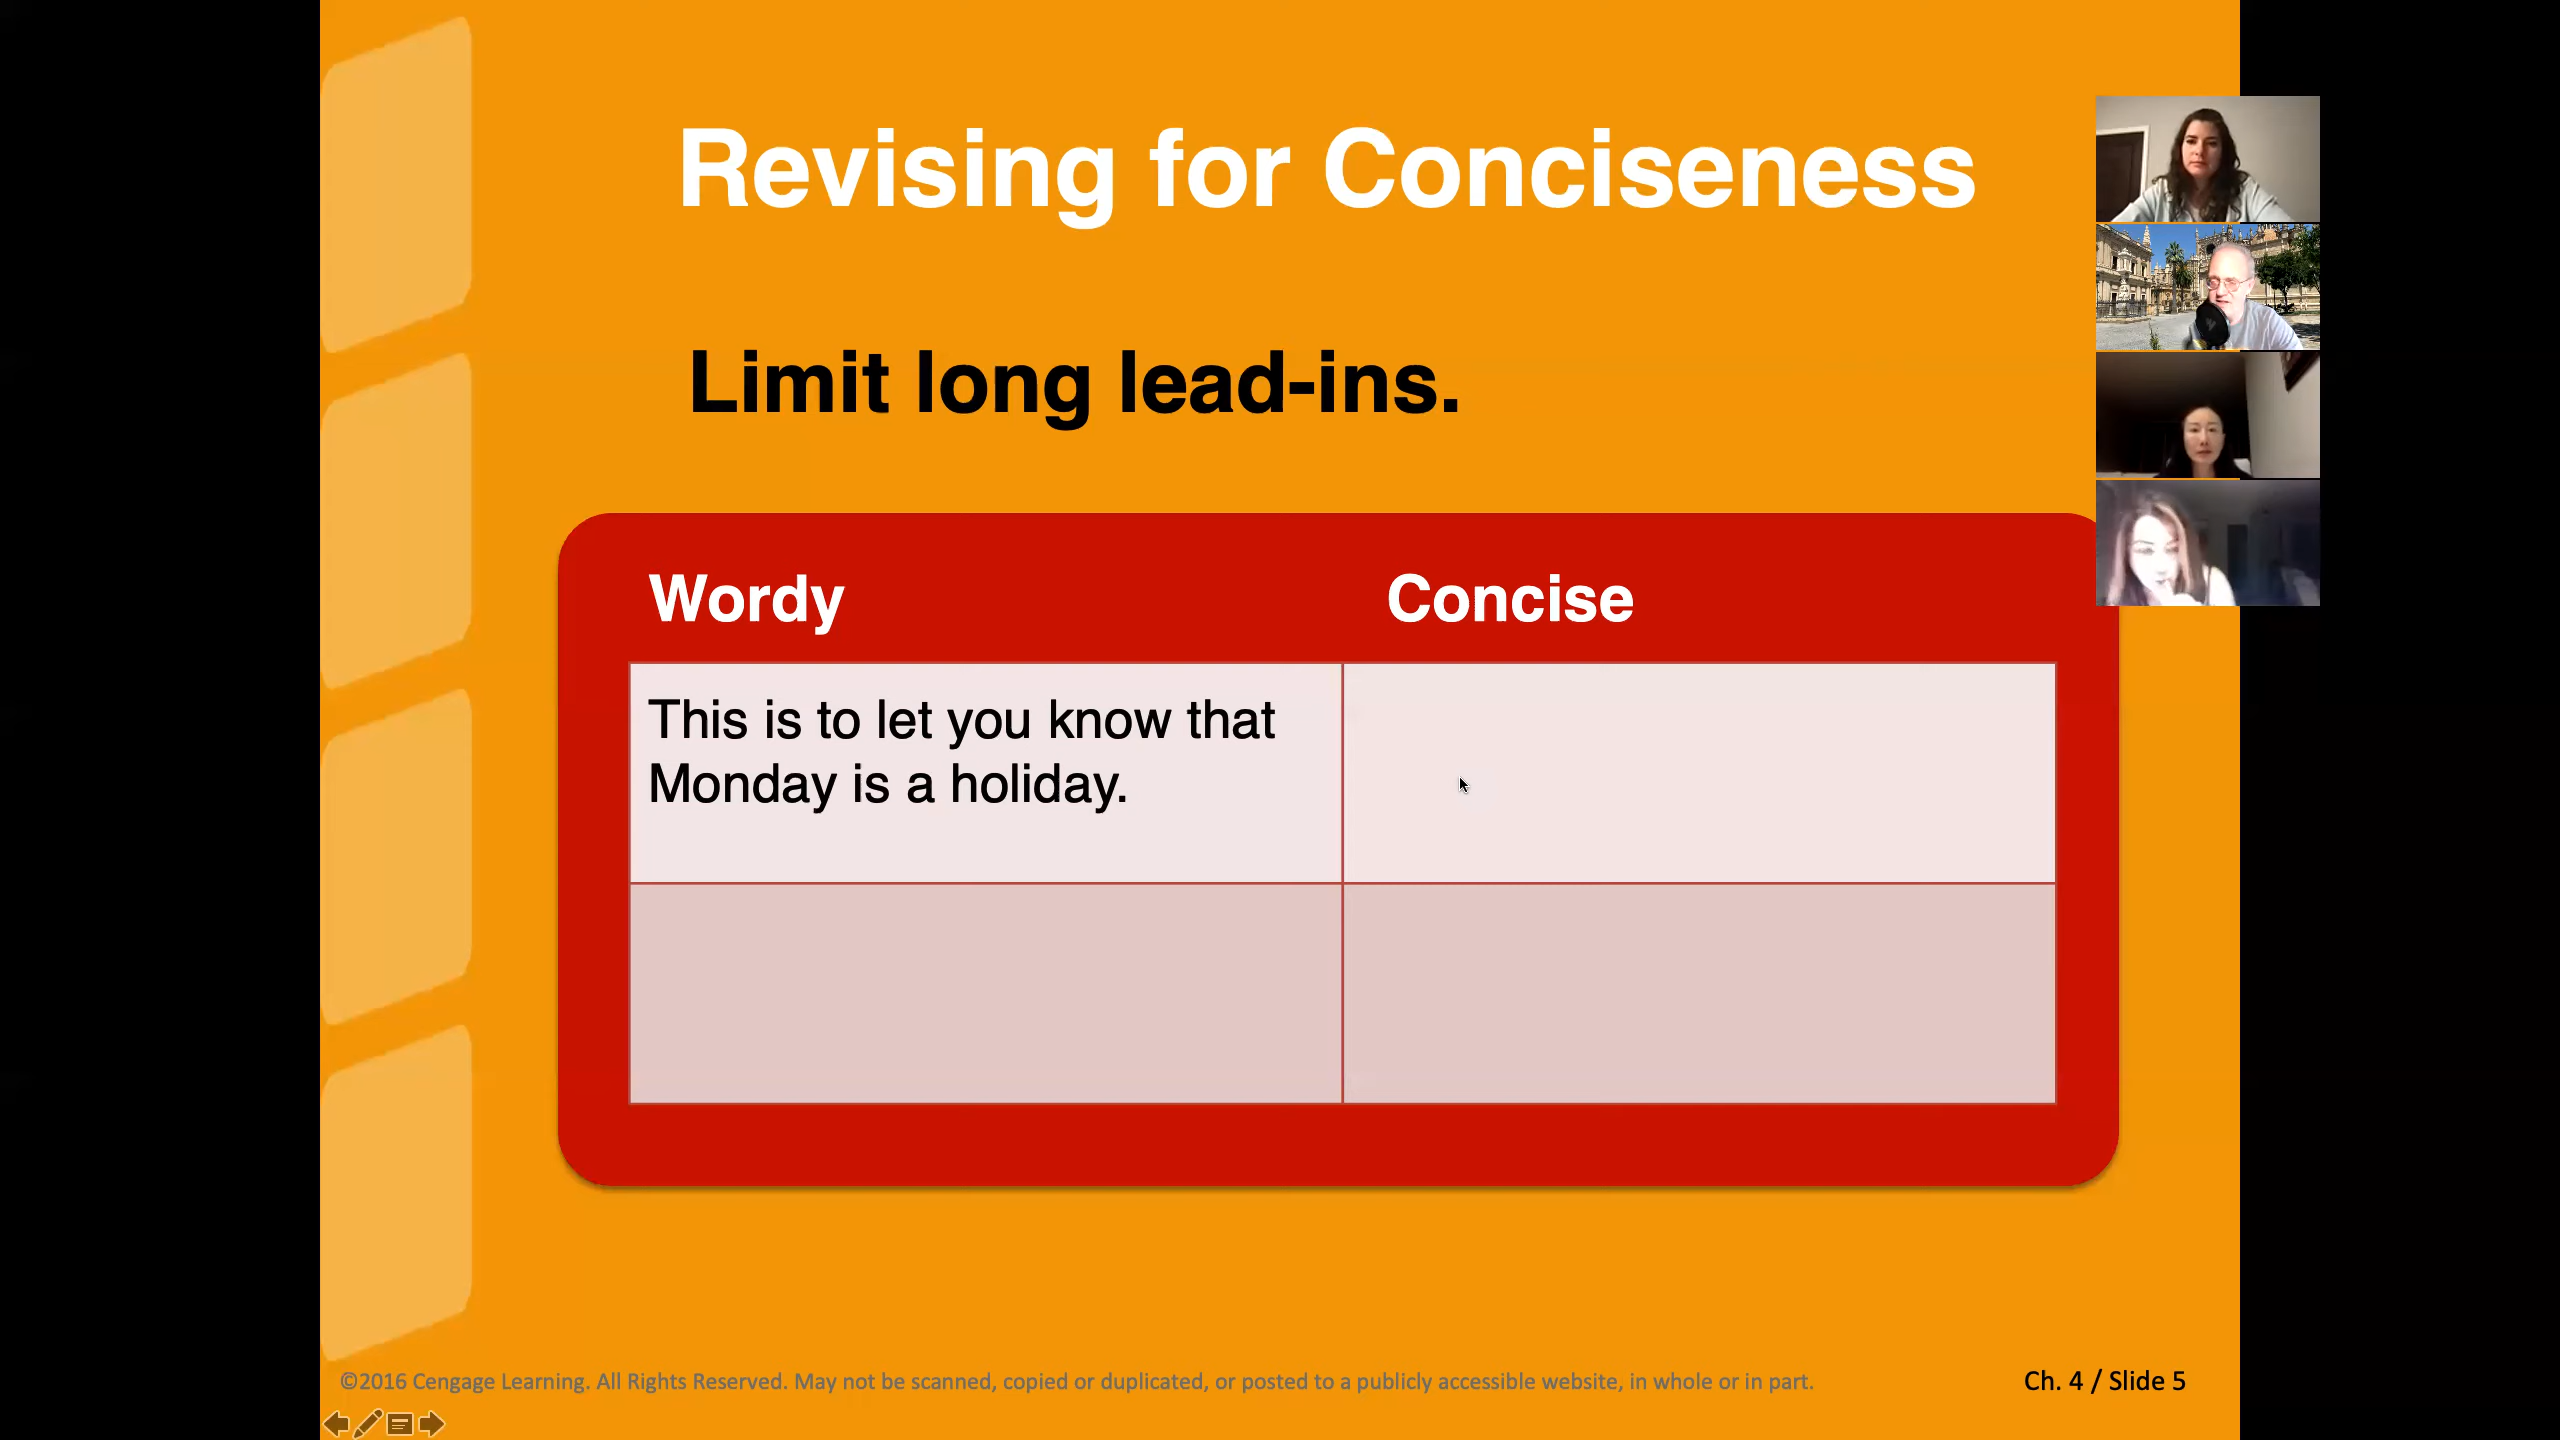 Revising for Conciseness
Limit long lead-ins.
Wordy
Concise
This is to let you know that
Monday is a holiday.
©2016 Cengage Learning. All Rights Reserved. May not be scanned, copied or duplicated, or posted to a publicly accessible website, in whole or in part.
Ch. 4 / Slide 5